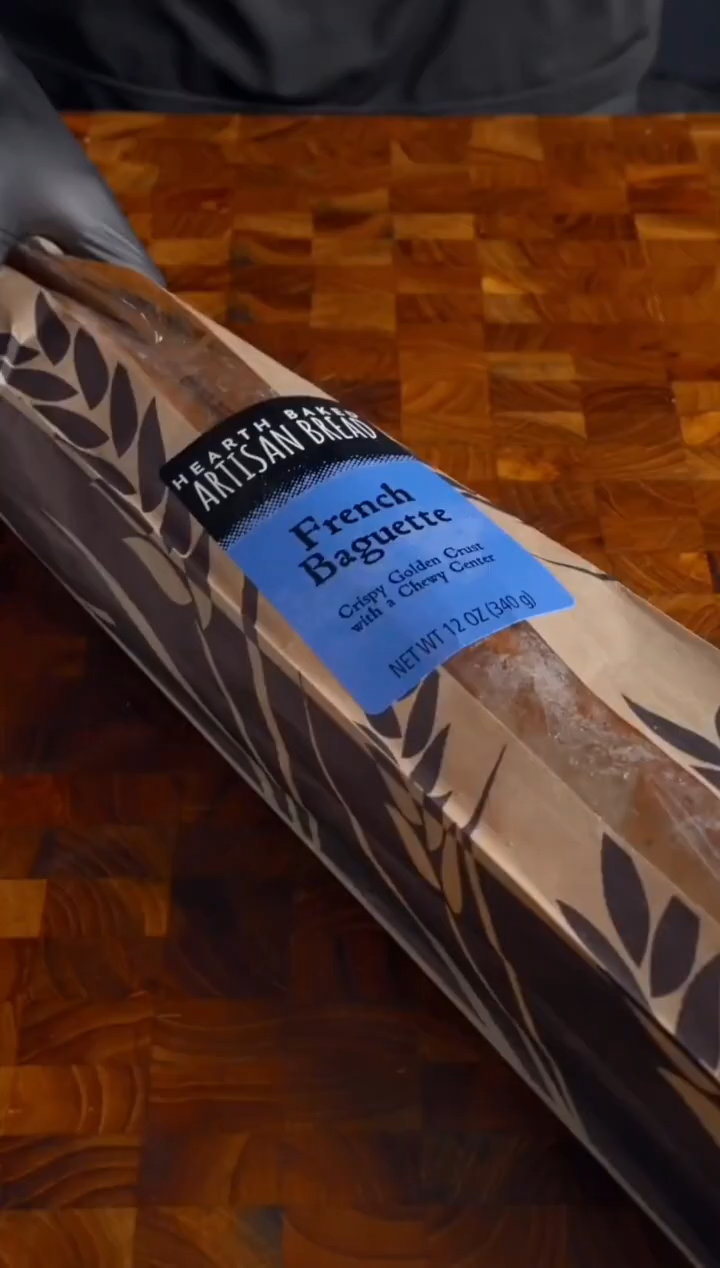 HEARTH BAKED
ARTISAN BREAD
French
Baguette
Crispy Golden Crust
with a Chewy Center
NET WT 12 OZ (340 g)